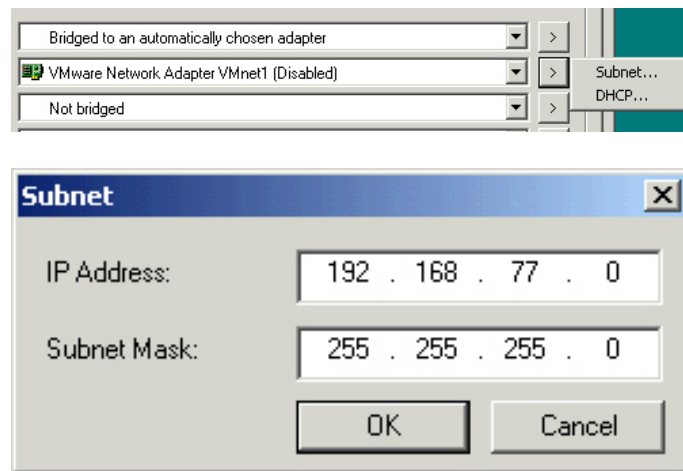 Bridged to an automatically chosen adapter >
VMware Network Adapter VMnet1 (Disabled) > Subnet...
DHCP...
Not bridged >
Subnet
IP Address: 192 . 168 . 77 . 0
Subnet Mask: 255 . 255 . 255 . 0
OK Cancel